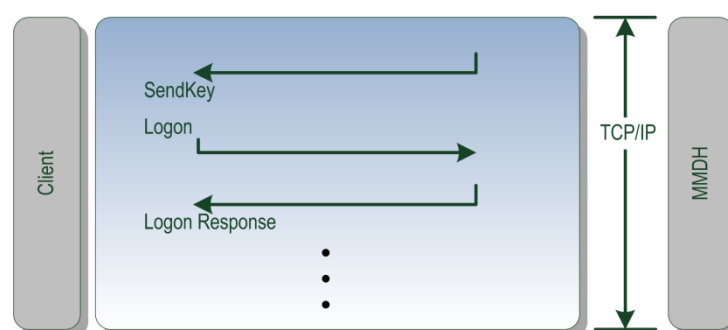 SendKey
Logon
Client
TCP/IP
MMDH
Logon Response